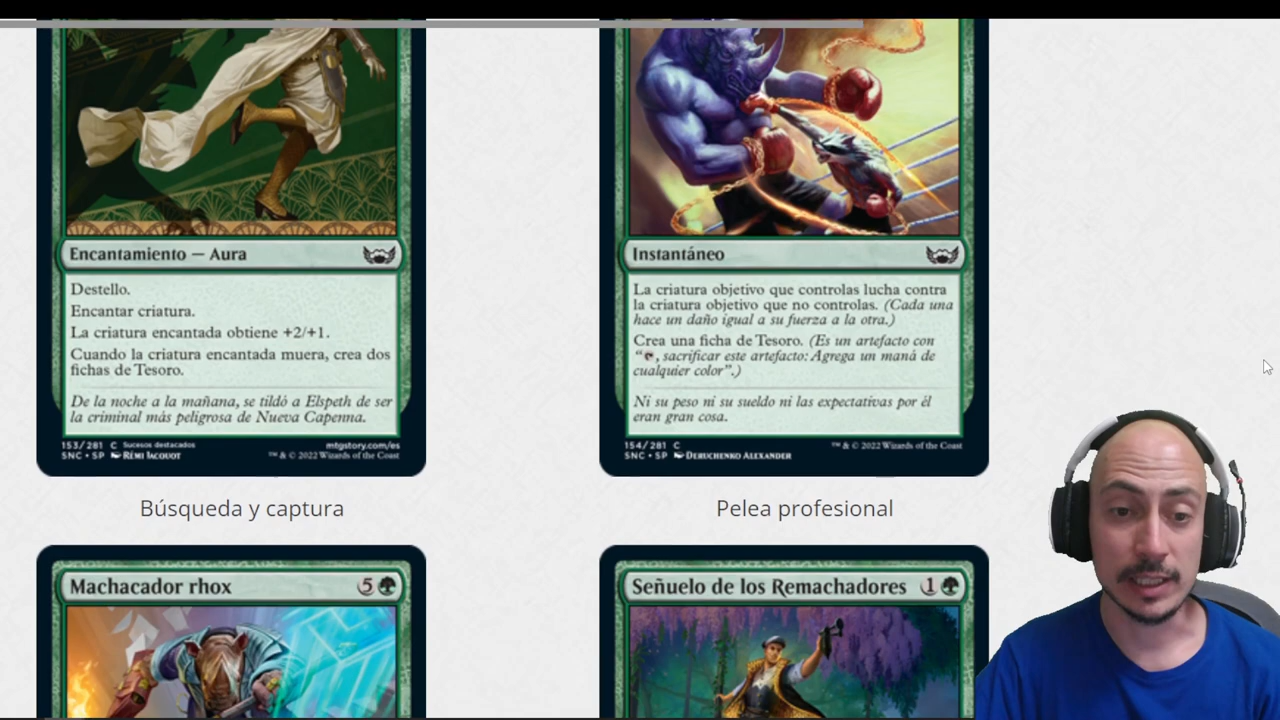 Encantamiento — Aura
Destello.
Encantar criatura.
La criatura encantada obtiene +2/+1.
Cuando la criatura encantada muera, crea dos
fichas de Tesoro.
De la noche a la mañana, se tildó a Elspeth de ser
la criminal más peligrosa de Nueva Capenna.
153/281 C Sucesos destacados mtgstory.com/es
SNC • SP RÉMI JACQUOT ™ & © 2022 Wizards of the Coast
Búsqueda y captura
Instantáneo
La criatura objetivo que controlas lucha contra
la criatura objetivo que no controlas. (Cada una
hace un daño igual a su fuerza a la otra.)
Crea una ficha de Tesoro. (Es un artefacto con
“, sacrificar este artefacto: Agrega un maná de
cualquier color”.)
Ni su peso ni su sueldo ni las expectativas por él
eran gran cosa.
154/281 C ™ & © 2022 Wizards of the Coast
SNC • SP DERUCHENKO ALEXANDER
Pelea profesional
Machacador rhox 5
Señuelo de los Remachadores 1